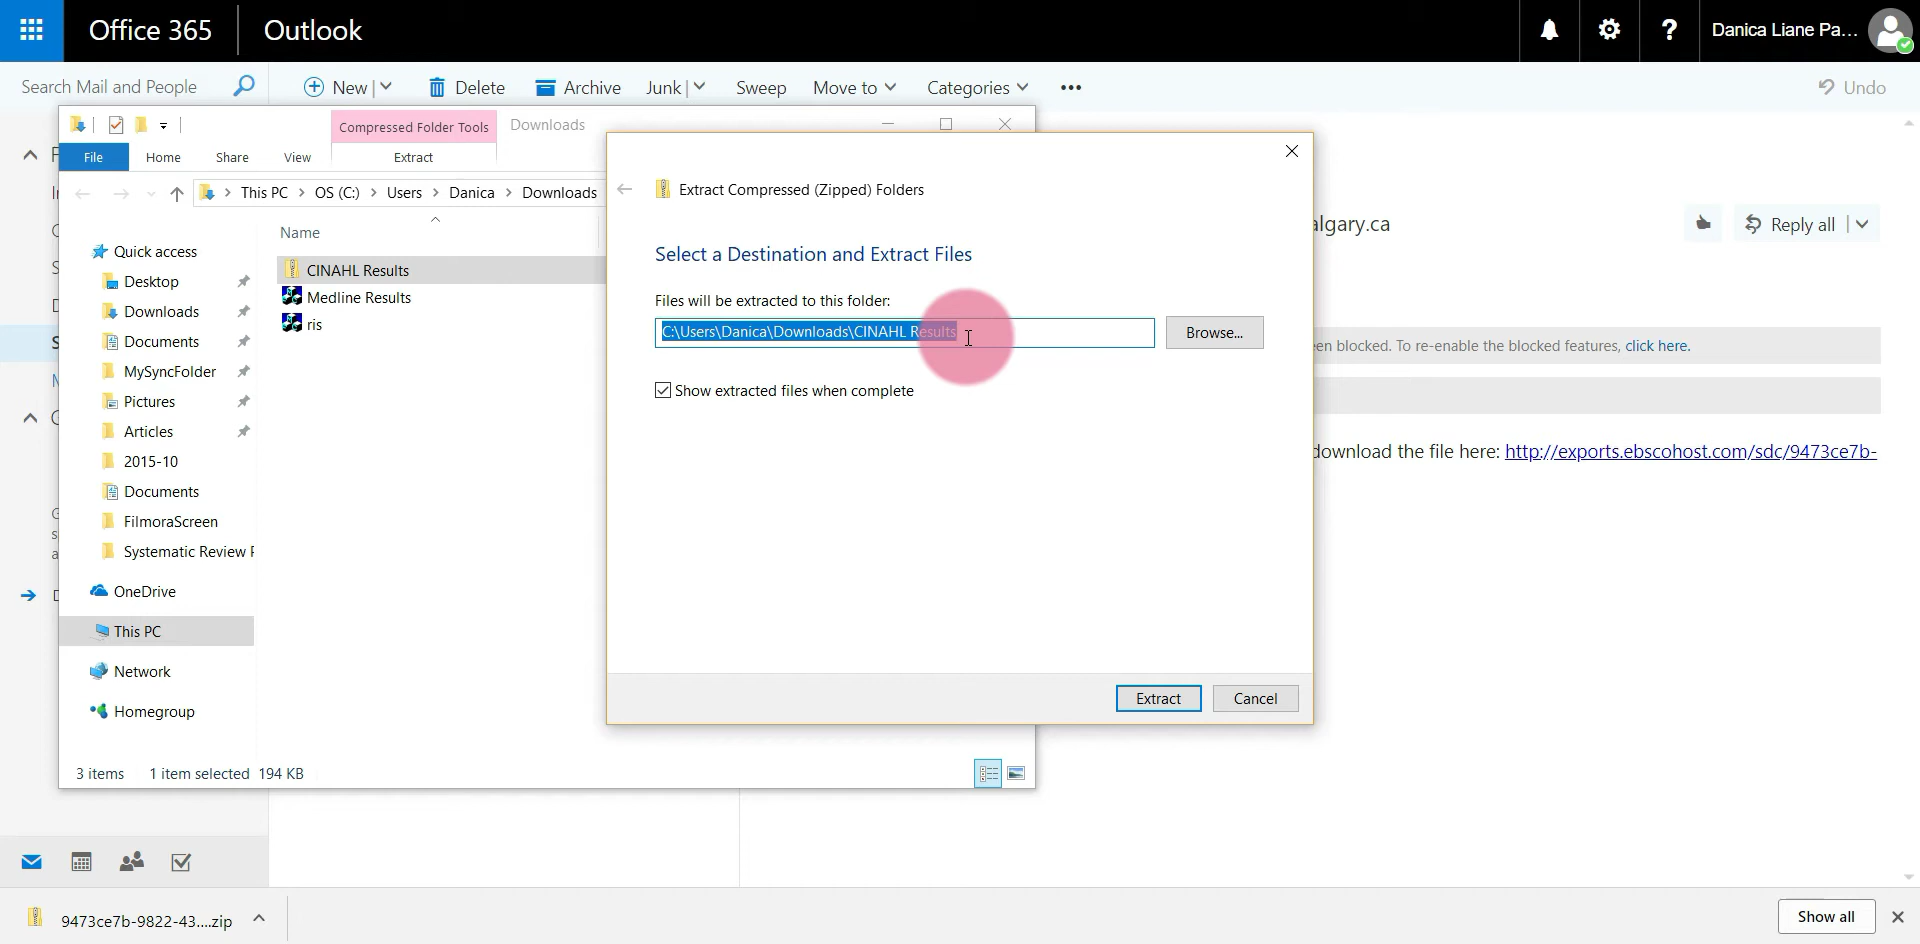 Office 365 Outlook Danica Liane Pa...
Search Mail and People New Delete Archive Junk Sweep Move to Categories ••• Undo
Compressed Folder Tools Downloads
File Home Share View Extract
This PC > OS (C:) > Users > Danica > Downloads
Name
Quick access
Desktop
Downloads
Documents
MySyncFolder
Pictures
Articles
2015-10
Documents
FilmoraScreen
Systematic Review
OneDrive
This PC
Network
Homegroup
CINAHL Results
Medline Results
ris
3 items 1 item selected 194 KB
Extract Compressed (Zipped) Folders
Select a Destination and Extract Files
Files will be extracted to this folder:
C:\Users\Danica\Downloads\CINAHL Results
Browse...
Show extracted files when complete
Extract Cancel
algary.ca
Reply all
en blocked. To re-enable the blocked features, click here.
download the file here: http://exports.ebscohost.com/sdc/9473ce7b-
9473ce7b-9822-43....zip
Show all